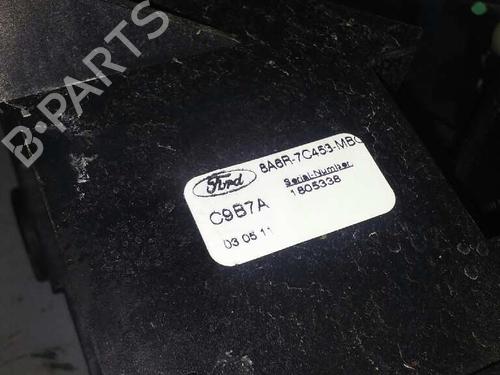 B-PARTS
Ford
8A6R-7C453-MBC
Serial-Number
1805338
C9B7A
03 05 11